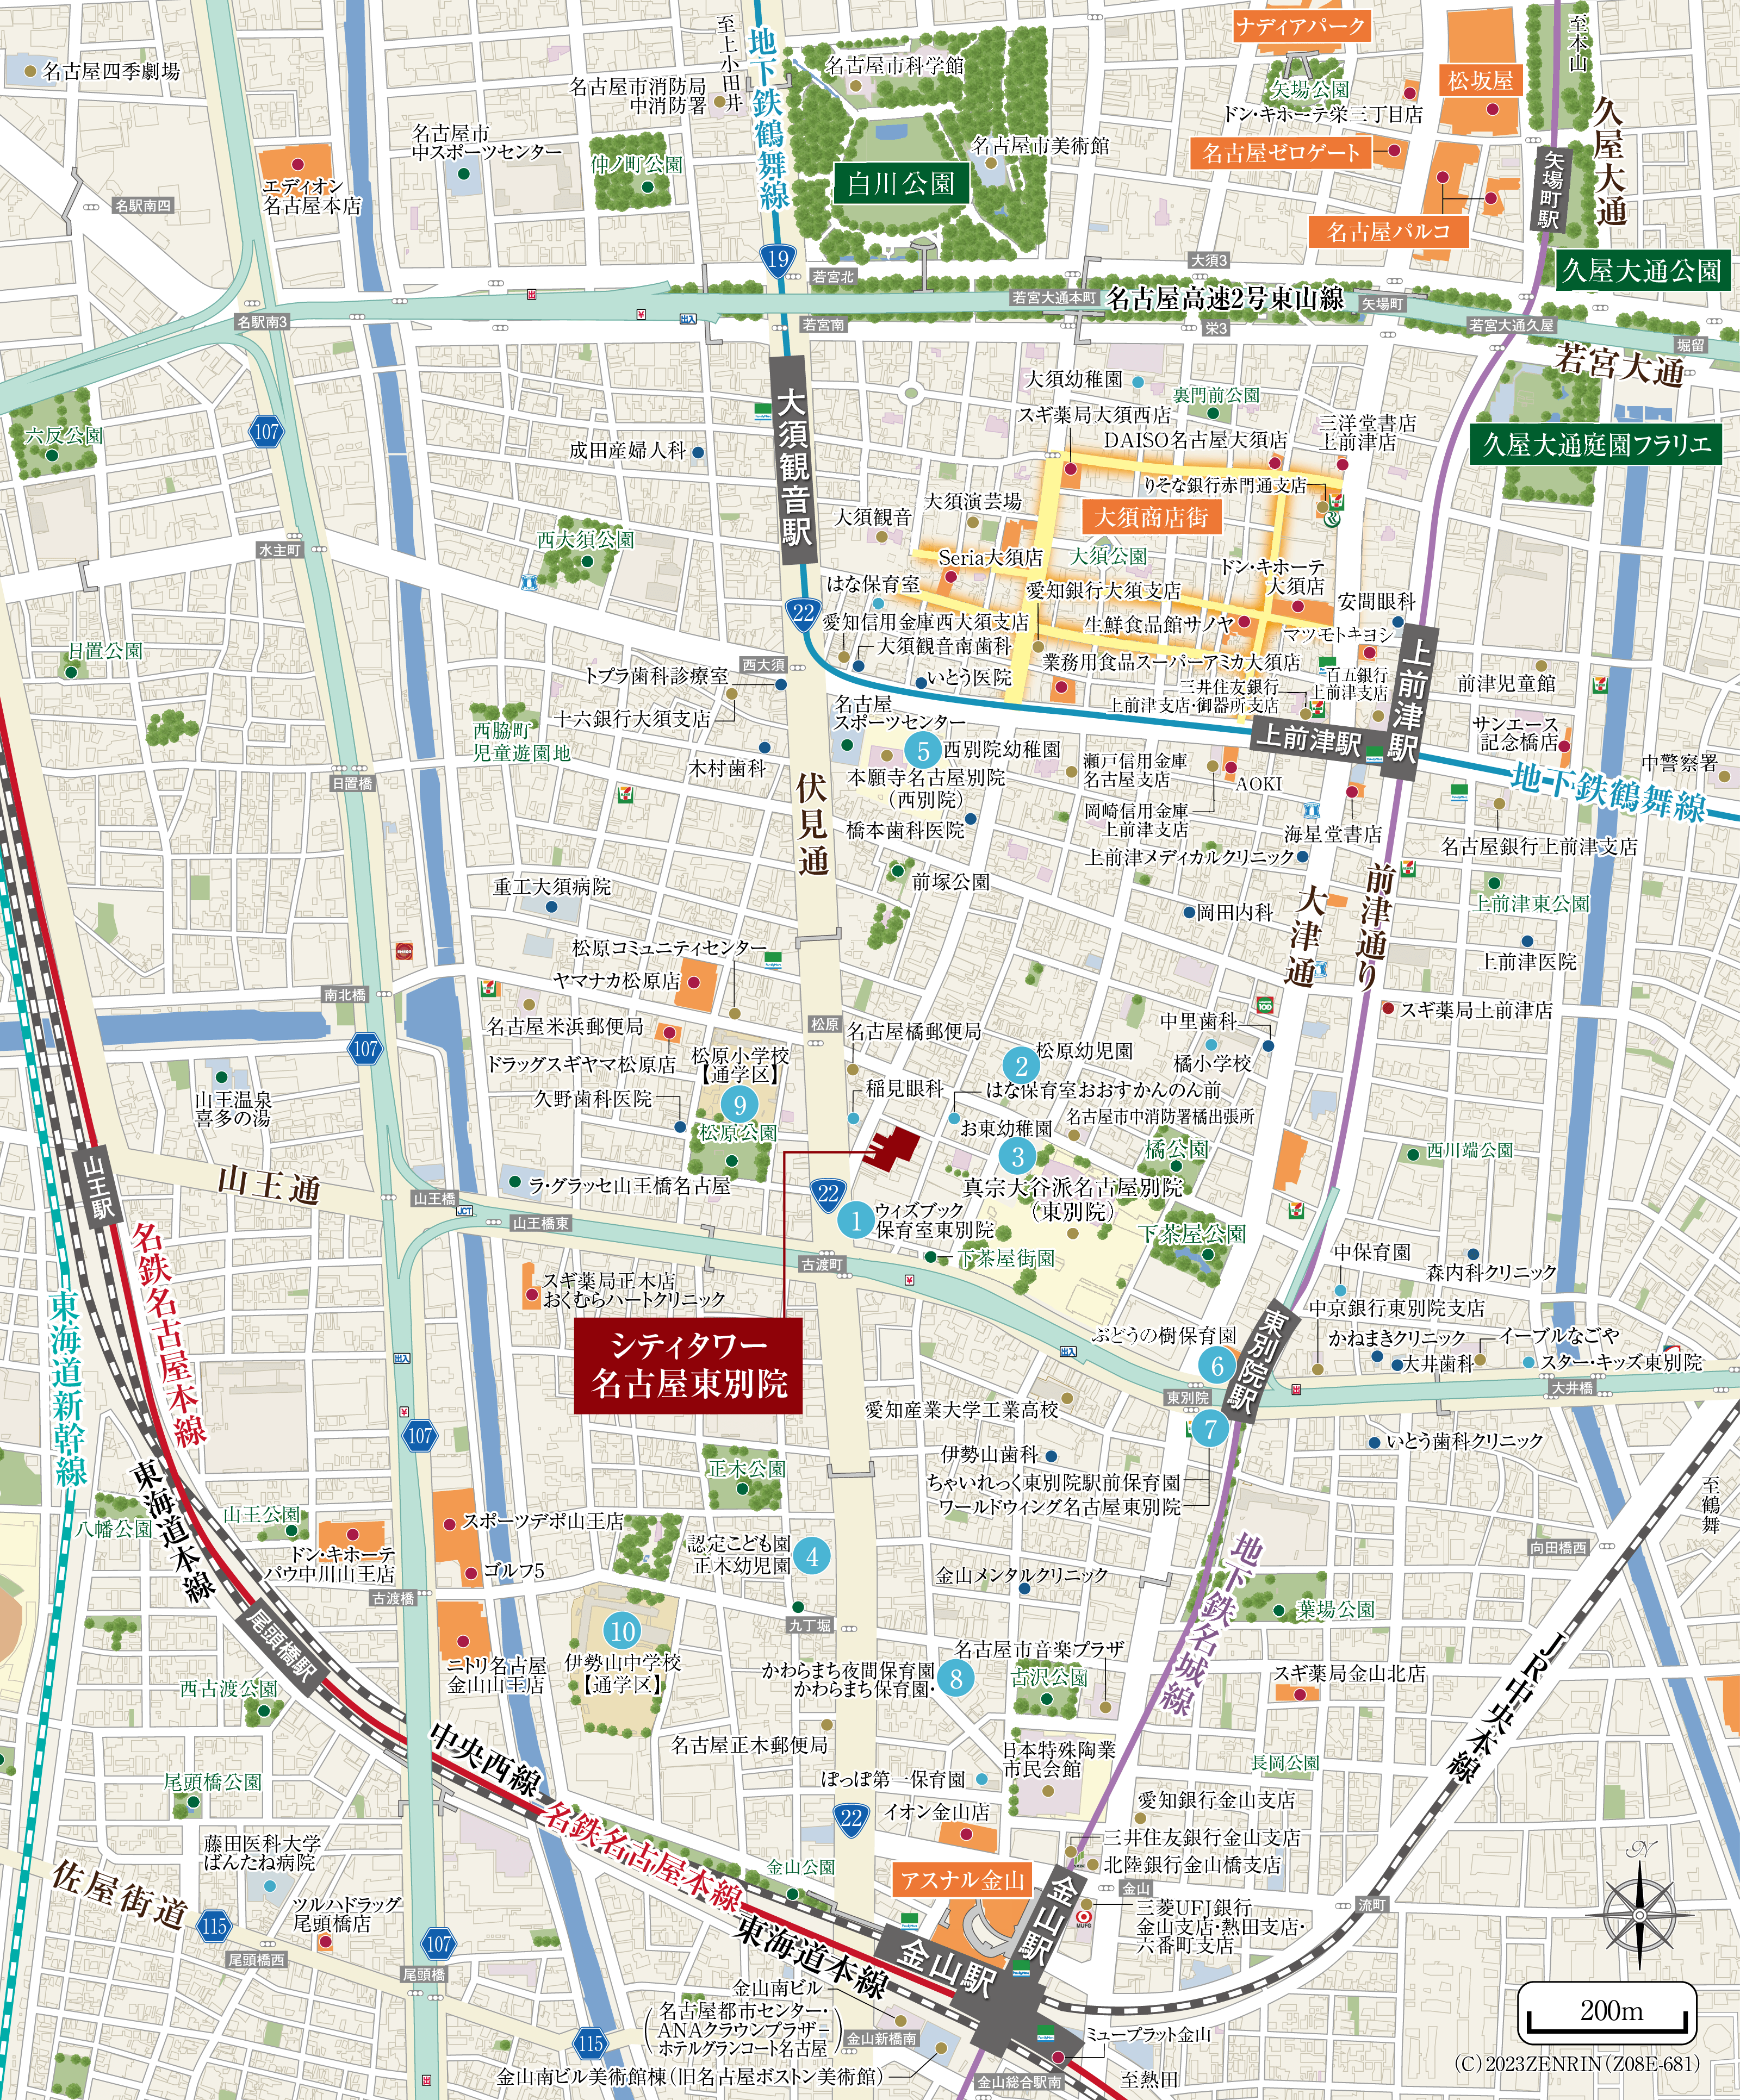 名古屋四季劇場
名古屋市消防局
中消防署
至上小田井
地下鉄鶴舞線
名古屋市科学館
ナディアパーク
矢場公園
松坂屋
至本山
ドン・キホーテ栄三丁目店
久屋大通
名古屋市
中スポーツセンター
仲ノ町公園
名古屋市美術館
白川公園
名古屋ゼロゲート
矢場町駅
エディオン
名古屋本店
名駅南四
名古屋パルコ
19
若宮北
大須3
久屋大通公園
若宮大通本町
名古屋高速2号東山線
矢場町
名駅南3
若宮南
栄3
若宮大通久屋
堀留
若宮大通
出
¥
出入
大須観音駅
大須幼稚園
裏門前公園
スギ薬局大須西店
三洋堂書店
上前津店
六反公園
107
成田産婦人科
DAISO名古屋大須店
久屋大通庭園フラリエ
りそな銀行赤門通支店
大須観音
大須演芸場
大須商店街
水主町
西大須公園
Seria大須店
大須公園
ドン・キホーテ
大須店
はな保育室
愛知銀行大須支店
安間眼科
22
愛知信用金庫西大須支店
生鮮食品館サノヤ
マツモトキヨシ
日置公園
大須観音南歯科
上前津駅
西大須
業務用食品スーパーアミカ大須店
百五銀行
上前津支店
トプラ歯科診療室
いとう医院
三井住友銀行
上前津支店・御器所支店
前津児童館
十六銀行大須支店
名古屋
スポーツセンター
西脇町
児童遊園地
5
西別院幼稚園
上前津駅
サンエース
記念橋店
木村歯科
本願寺名古屋別院
(西別院)
瀬戸信用金庫
名古屋支店
AOKI
中警察署
日置橋
伏見通
地下鉄鶴舞線
橋本歯科医院
岡崎信用金庫
上前津支店
海星堂書店
名古屋銀行上前津支店
上前津メディカルクリニック
前塚公園
重工大須病院
前津通り
大津通
上前津東公園
岡田内科
松原コミュニティセンター
上前津医院
ヤマナカ松原店
南北橋
名古屋米浜郵便局
松原
名古屋橘郵便局
中里歯科
スギ薬局上前津店
107
ドラッグスギヤマ松原店
松原小学校
【通学区】
2
松原幼児園
橘小学校
山王温泉
喜多の湯
久野歯科医院
9
稲見眼科
はな保育室おおすかんのん前
名古屋市中消防署橘出張所
松原公園
お東幼稚園
3
橘公園
西川端公園
山王駅
山王通
ラ・グラッセ山王橋名古屋
真宗大谷派名古屋別院
(東別院)
山王橋
JCT
山王橋東
22
1
ウィズブック
保育室東別院
下茶屋公園
古渡町
下茶屋街園
中保育園
¥
森内科クリニック
名鉄名古屋本線
スギ薬局正木店
おくむらハートクリニック
東海道新幹線
中京銀行東別院支店
シティタワー
名古屋東別院
ぶどうの樹保育園
東別院駅
かねまきクリニック
イーブルなごや
出入
出入
6
大井歯科
スター・キッズ東別院
¥
東別院
出
大井橋
107
愛知産業大学工業高校
7
いとう歯科クリニック
東海道本線
正木公園
伊勢山歯科
ちゃいれっく東別院駅前保育園
ワールドウィング名古屋東別院
至鶴舞
八幡公園
山王公園
スポーツデポ山王店
ドン・キホーテ
パウ中川山王店
ゴルフ5
認定こども園
正木幼児園
4
地下鉄名城線
向田橋西
金山メンタルクリニック
古渡橋
尾頭橋駅
10
九丁堀
葉場公園
ニトリ名古屋
金山山王店
伊勢山中学校
【通学区】
名古屋市音楽プラザ
かわらまち夜間保育園
かわらまち保育園・
8
古沢公園
スギ薬局金山北店
JR中央本線
西古渡公園
中央西線
名古屋正木郵便局
日本特殊陶業
市民会館
長岡公園
尾頭橋公園
ぽっぽ第一保育園
愛知銀行金山支店
名鉄名古屋本線
22
イオン金山店
三井住友銀行金山支店
藤田医科大学
ばんたね病院
金山公園
アスナル金山
北陸銀行金山橋支店
佐屋街道
金山駅
金山
N
ツルハドラッグ
尾頭橋店
三菱UFJ銀行
金山支店・熱田支店・
六番町支店
MUFG
流町
115
107
東海道本線
金山駅
尾頭橋西
尾頭橋
金山南ビル
(名古屋都市センター・
ANAクラウンプラザ
ホテルグランコート名古屋)
200m
115
金山新橋南
ミュープラット金山
出
金山南ビル美術館棟(旧名古屋ボストン美術館)
金山総合駅南
至熱田
(C)2023ZENRIN(Z08E-681)